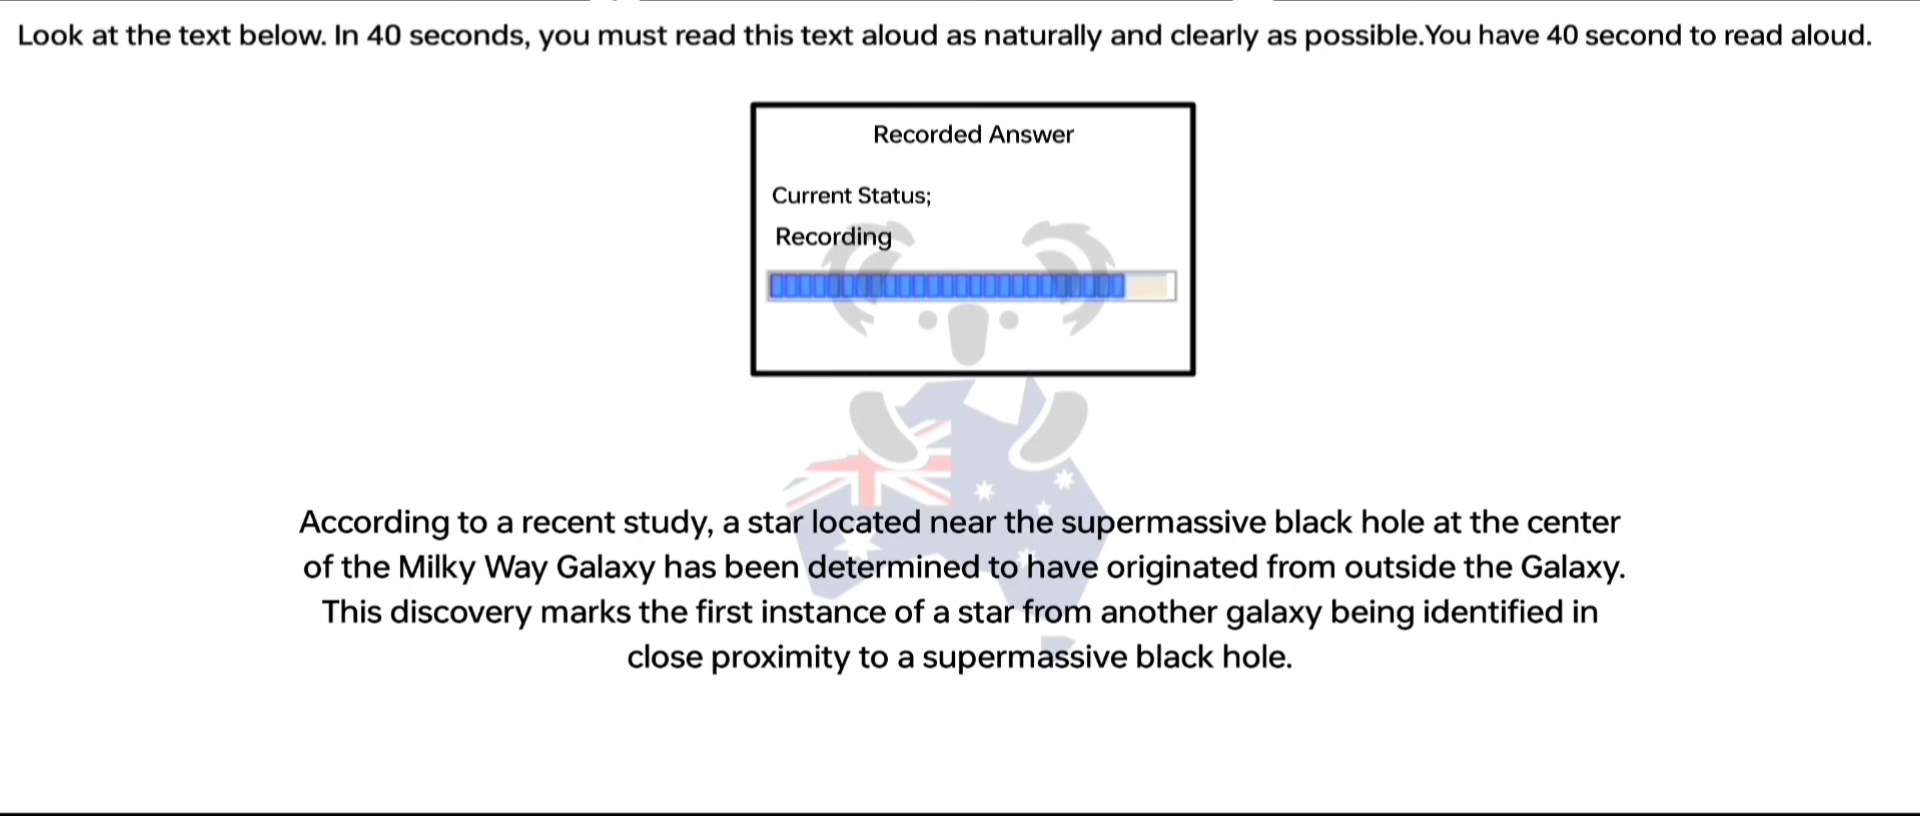 Look at the text below. In 40 seconds, you must read this text aloud as naturally and clearly as possible.You have 40 second to read aloud.
Recorded Answer
Current Status;
Recording
According to a recent study, a star located near the supermassive black hole at the center
of the Milky Way Galaxy has been determined to have originated from outside the Galaxy.
This discovery marks the first instance of a star from another galaxy being identified in
close proximity to a supermassive black hole.